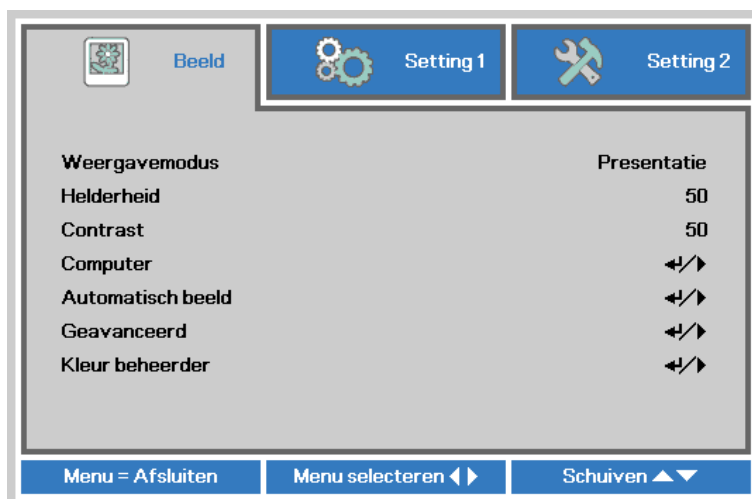 Beeld Setting 1 Setting 2
Weergavemodus Presentatie
Helderheid 50
Contrast 50
Computer
Automatisch beeld
Geavanceerd
Kleur beheerder
Menu = Afsluiten Menu selecteren Schuiven